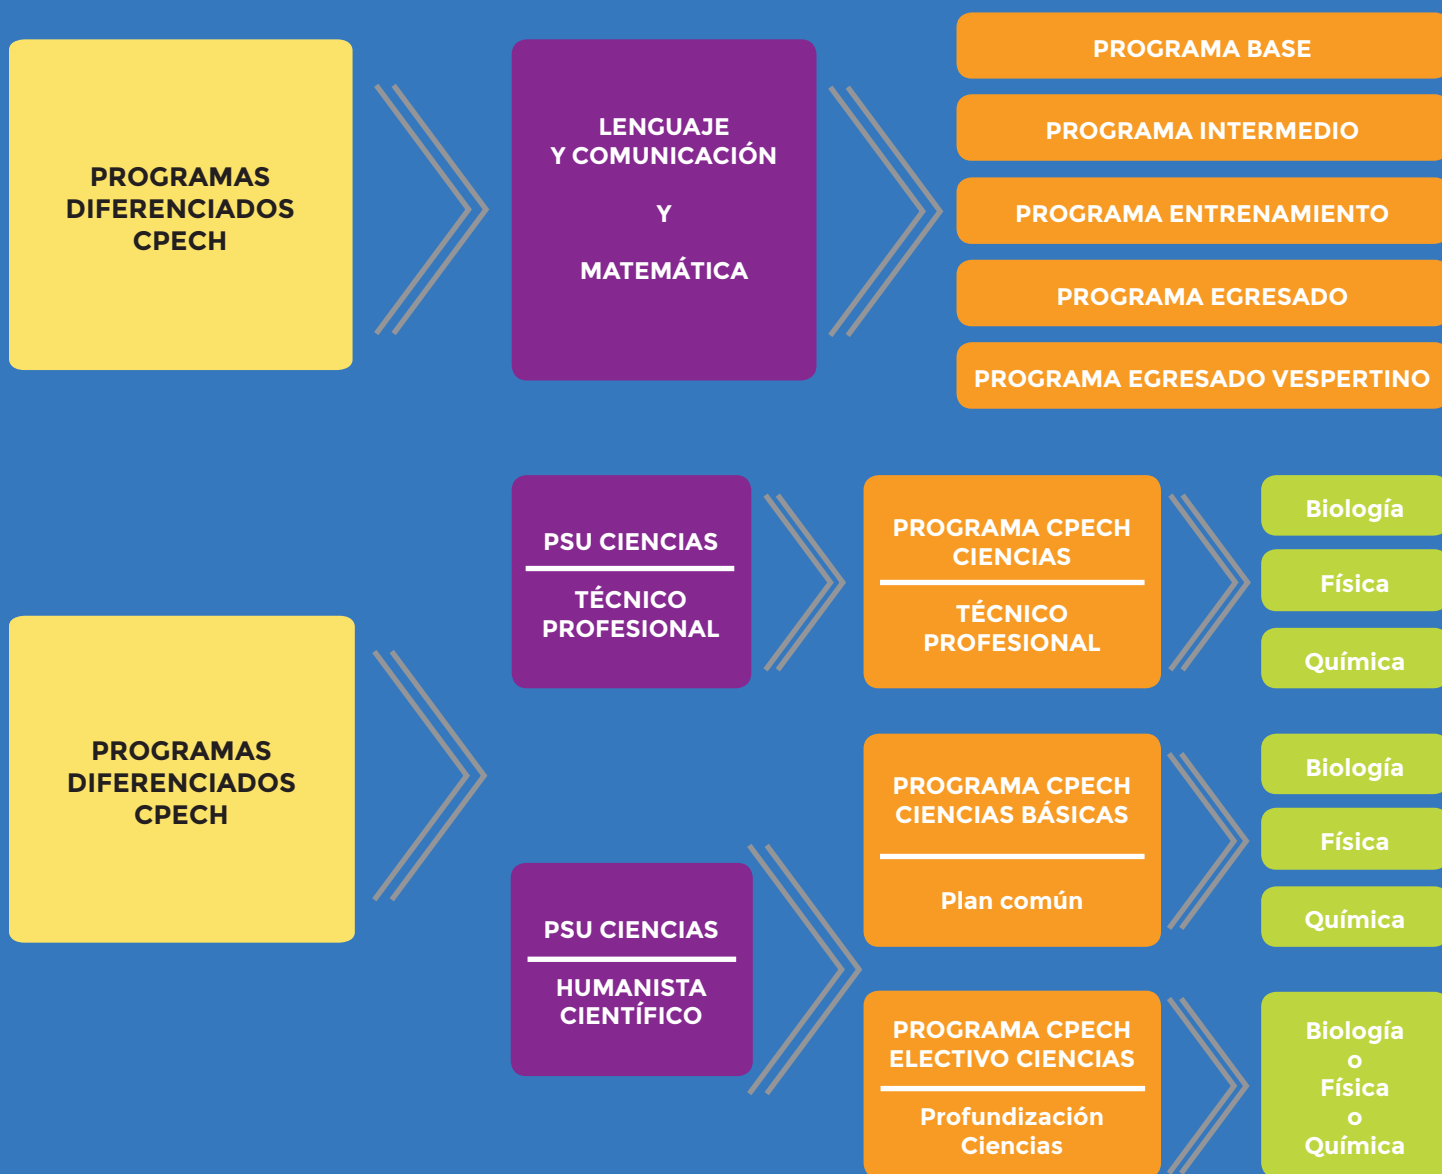 PROGRAMAS
DIFERENCIADOS
CPECH
LENGUAJE
Y COMUNICACIÓN
Y
MATEMÁTICA
PROGRAMA BASE
PROGRAMA INTERMEDIO
PROGRAMA ENTRENAMIENTO
PROGRAMA EGRESADO
PROGRAMA EGRESADO VESPERTINO
PROGRAMAS
DIFERENCIADOS
CPECH
PSU CIENCIAS
TÉCNICO
PROFESIONAL
PROGRAMA CPECH
CIENCIAS
TÉCNICO
PROFESIONAL
Biología
Física
Química
PSU CIENCIAS
HUMANISTA
CIENTÍFICO
PROGRAMA CPECH
CIENCIAS BÁSICAS
Plan común
Biología
Física
Química
PROGRAMA CPECH
ELECTIVO CIENCIAS
Profundización
Ciencias
Biología
o
Física
o
Química